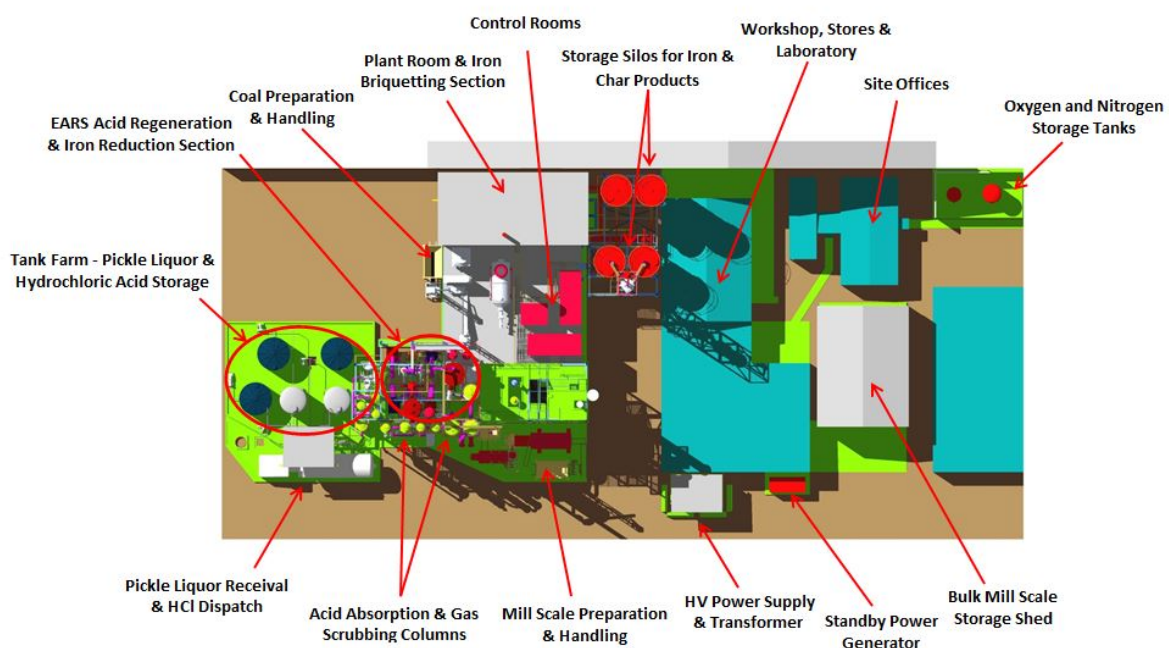 Control Rooms
Workshop, Stores &
Laboratory
Plant Room & Iron
Briquetting Section
Storage Silos for Iron &
Char Products
Site Offices
Coal Preparation
& Handling
Oxygen and Nitrogen
Storage Tanks
EARS Acid Regeneration
& Iron Reduction Section
Tank Farm - Pickle Liquor &
Hydrochloric Acid Storage
Pickle Liquor Receival
& HCl Dispatch
Acid Absorption & Gas
Scrubbing Columns
Mill Scale Preparation
& Handling
HV Power Supply
& Transformer
Standby Power
Generator
Bulk Mill Scale
Storage Shed